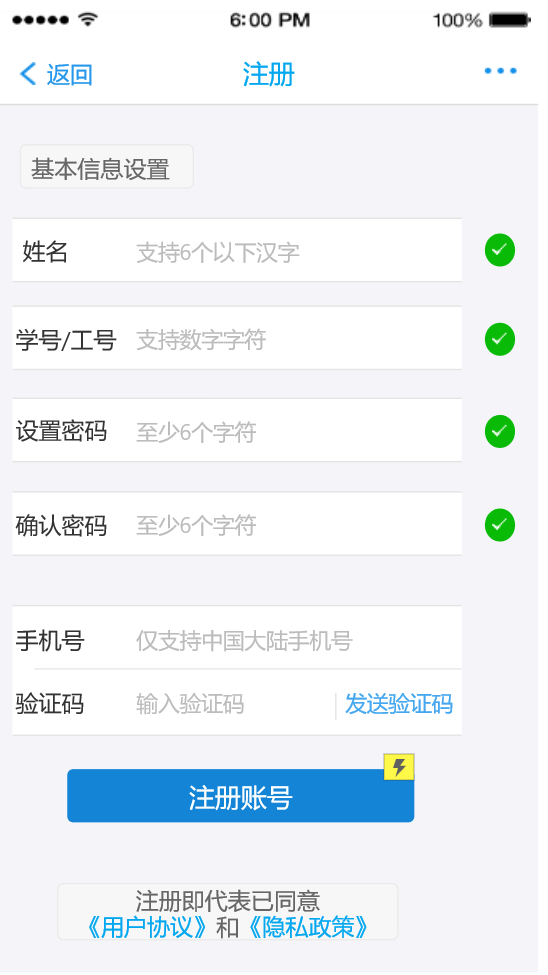 6:00 PM 100%
返回 注册
基本信息设置
姓名 支持6个以下汉字
学号/工号 支持数字字符
设置密码 至少6个字符
确认密码 至少6个字符
手机号 仅支持中国大陆手机号
验证码 输入验证码 发送验证码
注册账号
注册即代表已同意
《用户协议》和《隐私政策》